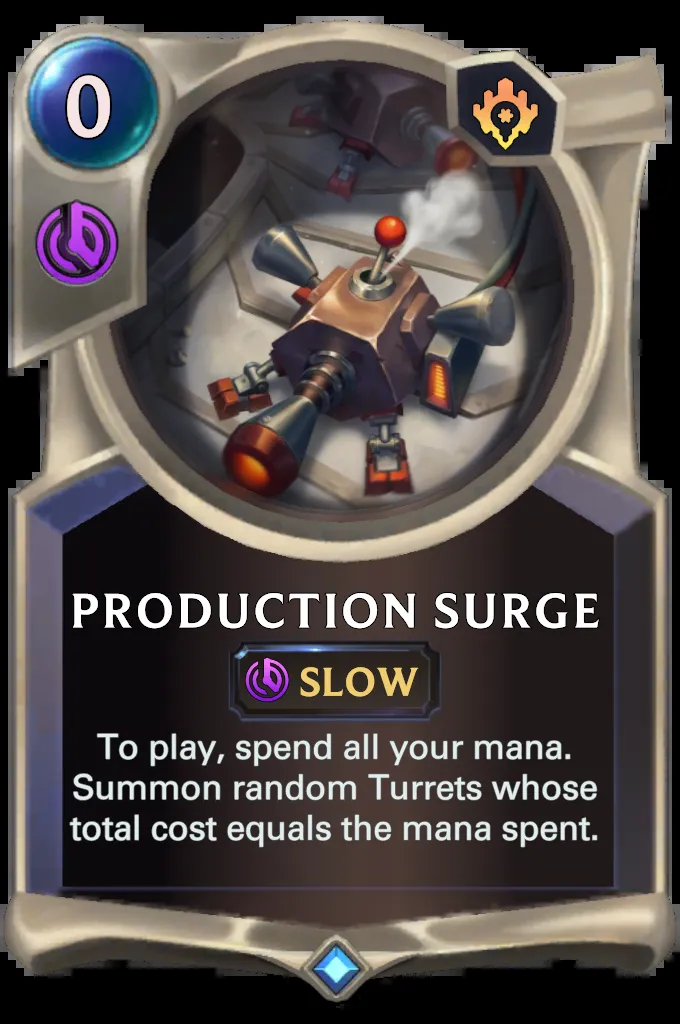 0
PRODUCTION SURGE
SLOW
To play, spend all your mana.
Summon random Turrets whose
total cost equals the mana spent.